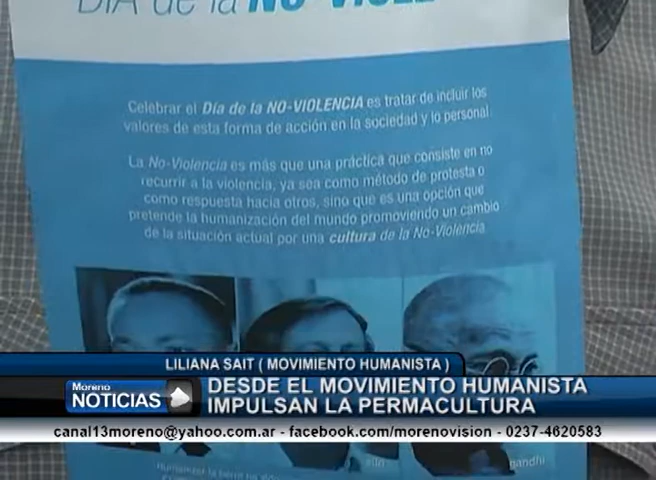 DÍA de la NO-VIOLE
Celebrar el Día de la NO-VIOLENCIA es tratar de incluir los
valores de esta forma de acción en la sociedad y lo personal.
La No-Violencia es más que una práctica que consiste en no
recurrir a la violencia, ya sea como método de protesta o
como respuesta hacia otros, sino que es una opción que
pretende la humanización del mundo promoviendo un cambio
de la situación actual por una cultura de la No-Violencia
LILIANA SAIT ( MOVIMIENTO HUMANISTA )
Moreno
NOTICIAS
DESDE EL MOVIMIENTO HUMANISTA
IMPULSAN LA PERMACULTURA
canal13moreno@yahoo.com.ar - facebook.com/morenovision - 0237-4620583
gandhi
Humanizar la tierra